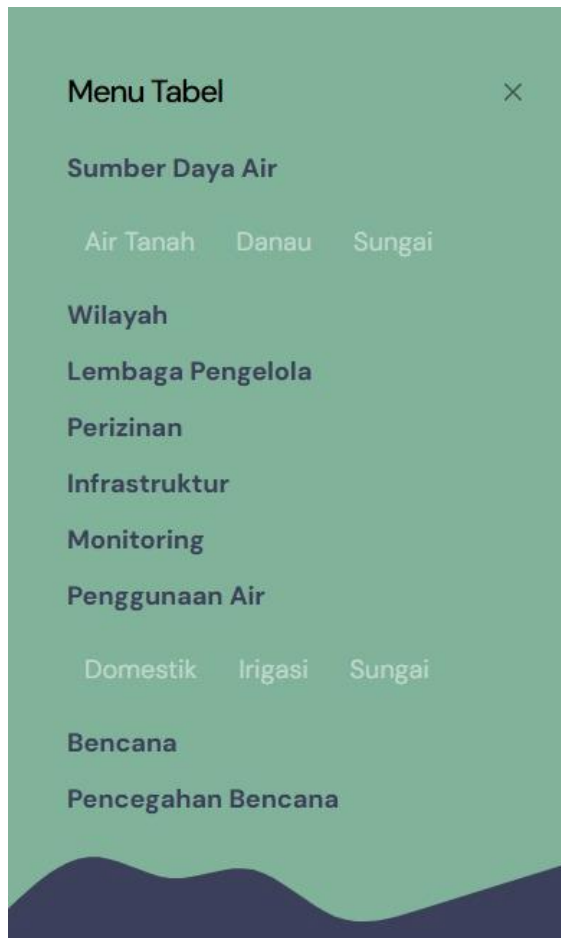 Menu Tabel
Sumber Daya Air
Air Tanah Danau Sungai
Wilayah
Lembaga Pengelola
Perizinan
Infrastruktur
Monitoring
Penggunaan Air
Domestik Irigasi Sungai
Bencana
Pencegahan Bencana